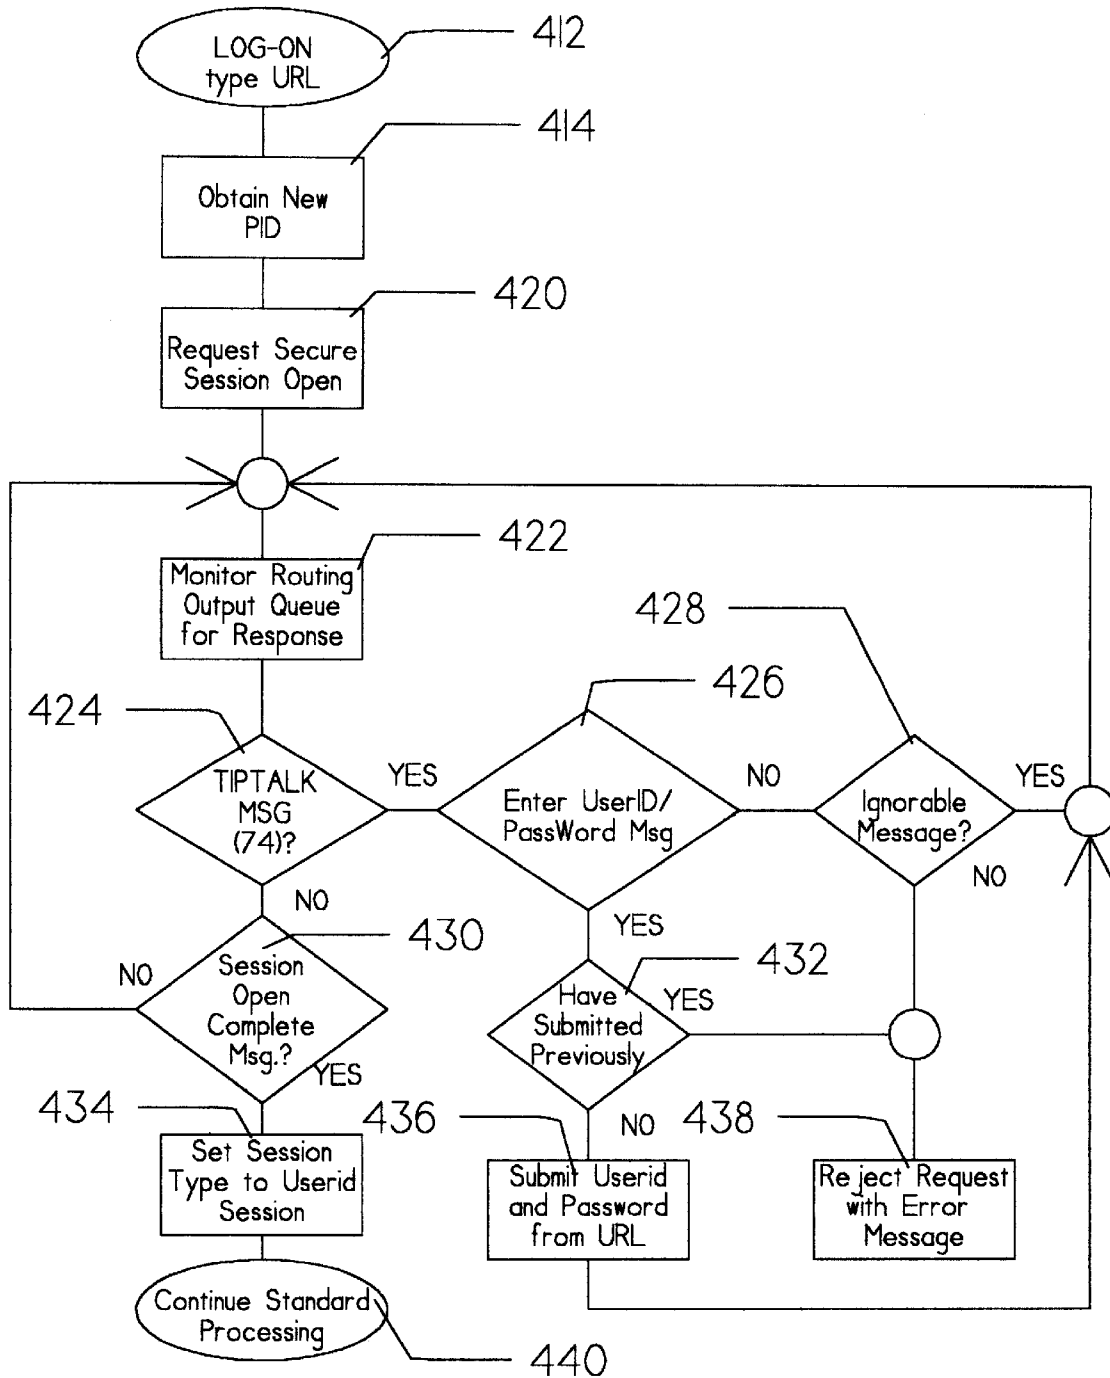 LOG-ON
type URL
412
414
Obtain New
PID
420
Request Secure
Session Open
422
Monitor Routing
Output Queue
for Response
428
426
424
TIPTALK
MSG
(74)?
YES
Enter UserID/
PassWord Msg
NO
Ignorable
Message?
YES
NO
NO
YES
430
Session
Open
Complete
Msg.?
NO
YES
432
Have
Submitted
Previously
YES
NO
434
Set Session
Type to Userid
Session
436
Submit Userid
and Password
from URL
438
Reject Request
with Error
Message
Continue Standard
Processing
440